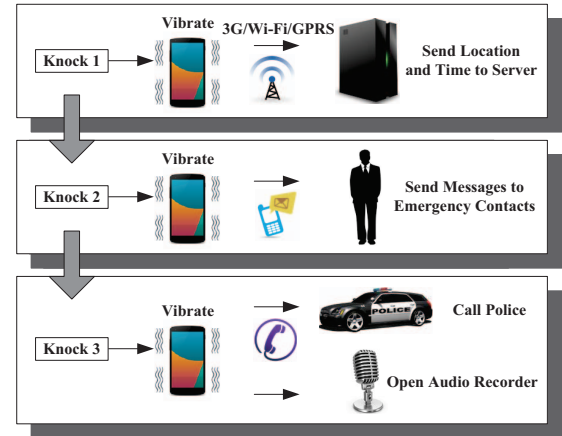 Vibrate
3G/Wi-Fi/GPRS
Knock 1
Send Location
and Time to Server
Vibrate
Knock 2
Send Messages to
Emergency Contacts
Vibrate
Knock 3
POLICE
Call Police
Open Audio Recorder